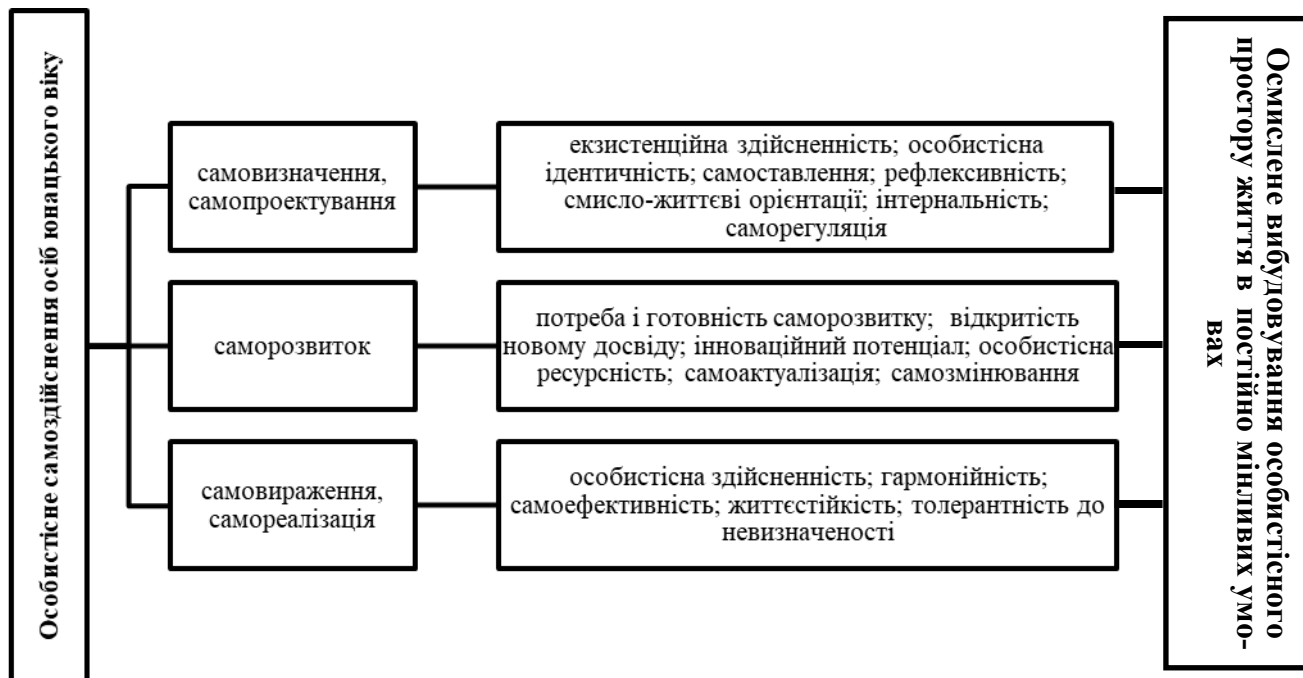 Особистісне самоздійснення осіб юнацького віку
самовизначення,
самопроектування
екзистенційна здійсненність; особистісна
ідентичність; самоставлення; рефлексивність;
смисло-життєві орієнтації; інтернальність;
саморегуляція
саморозвиток
потреба і готовність саморозвитку; відкритість
новому досвіду; інноваційний потенціал; особистісна
ресурсність; самоактуалізація; самозмінювання
самовираження,
самореалізація
особистісна здійсненність; гармонійність;
самоефективність; життєстійкість; толерантність до
невизначеності
Осмислене вибудовування особистісного
простору життя в постійно мінливих умо-
вах